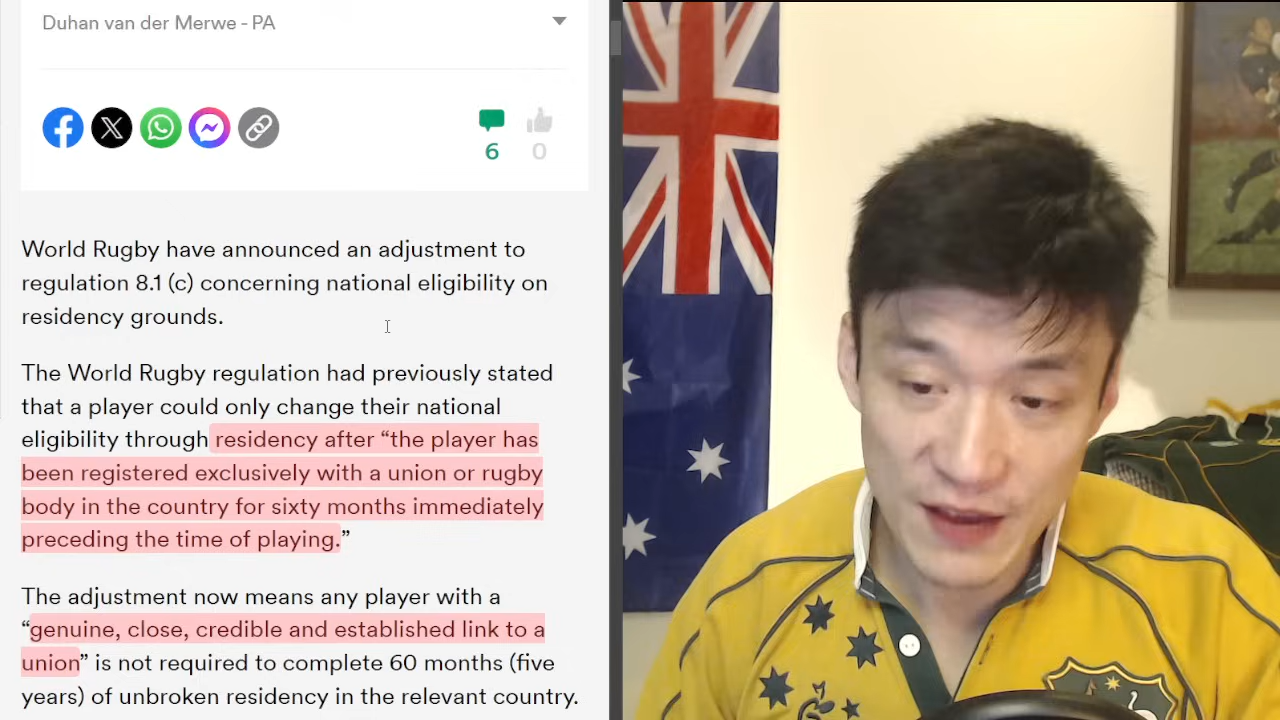 Duhan van der Merwe - PA
6
0
World Rugby have announced an adjustment to
regulation 8.1 (c) concerning national eligibility on
residency grounds.
The World Rugby regulation had previously stated
that a player could only change their national
eligibility through residency after “the player has
been registered exclusively with a union or rugby
body in the country for sixty months immediately
preceding the time of playing.”
The adjustment now means any player with a
“genuine, close, credible and established link to a
union” is not required to complete 60 months (five
years) of unbroken residency in the relevant country.